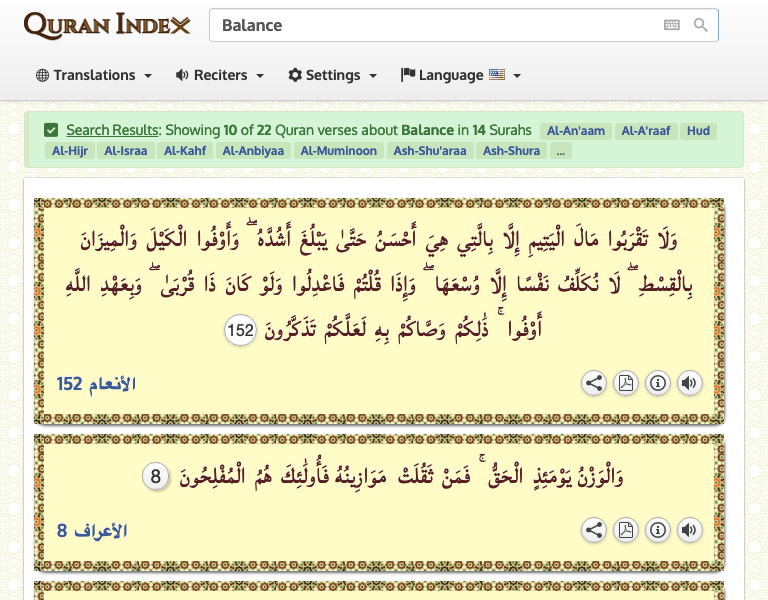 Quran Index
Balance
Translations
Reciters
Settings
Language
Search Results: Showing 10 of 22 Quran verses about Balance in 14 Surahs Al-An'aam Al-A'raaf Hud
Al-Hijr Al-Israa Al-Kahf Al-Anbiyaa Al-Muminoon Ash-Shu'araa Ash-Shura ...
وَلَا تَقْرَبُوا مَالَ الْيَتِيمِ إِلَّا بِالَّتِي هِيَ أَحْسَنُ حَتَّىٰ يَبْلُغَ أَشُدَّهُ ۖ وَأَوْفُوا الْكَيْلَ وَالْمِيزَانَ
بِالْقِسْطِ ۖ لَا نُكَلِّفُ نَفْسًا إِلَّا وُسْعَهَا ۖ وَإِذَا قُلْتُمْ فَاعْدِلُوا وَلَوْ كَانَ ذَا قُرْبَىٰ ۖ وَبِعَهْدِ اللَّهِ
أَوْفُوا ۚ ذَٰلِكُمْ وَصَّاكُمْ بِهِ لَعَلَّكُمْ تَذَكَّرُونَ 152
الأنعام 152
وَالْوَزْنُ يَوْمَئِذٍ الْحَقُّ ۚ فَمَنْ ثَقُلَتْ مَوَازِينُهُ فَأُولَٰئِكَ هُمُ الْمُفْلِحُونَ 8
الأعراف 8